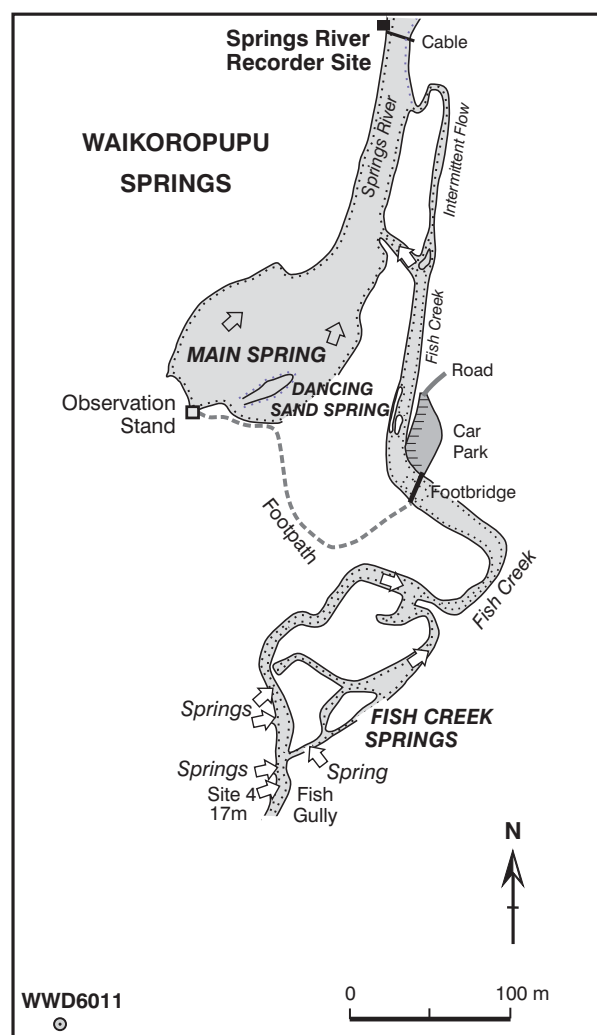 Springs River
Recorder Site
Cable
WAIKOROPUPU
SPRINGS
Springs River
Intermittent Flow
Fish Creek
MAIN SPRING
DANCING
SAND SPRING
Road
Observation
Stand
Car
Park
Footbridge
Footpath
Fish Creek
Springs
FISH CREEK
SPRINGS
Springs
Spring
Site 4
17m
Fish
Gully
N
WWD6011
0 100 m